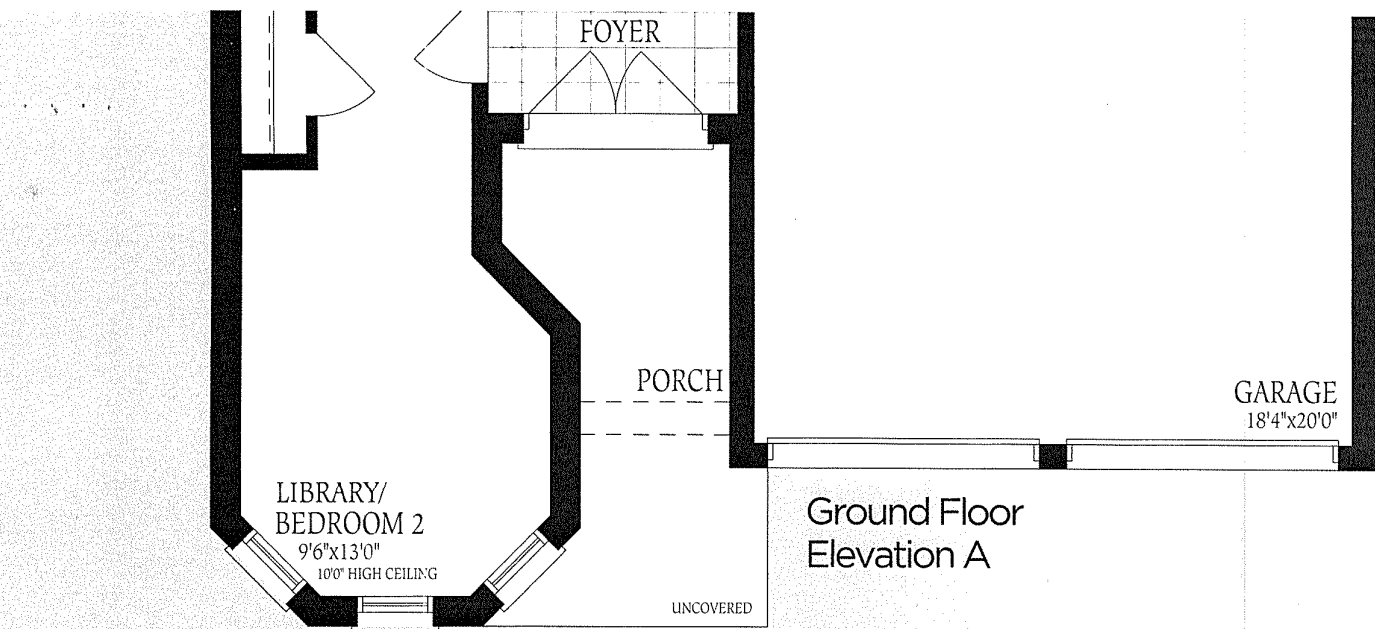 FOYER
PORCH
GARAGE
18'4"x20'0"
LIBRARY/
BEDROOM 2
9'6"x13'0"
10'0" HIGH CEILING
Ground Floor
Elevation A
UNCOVERED